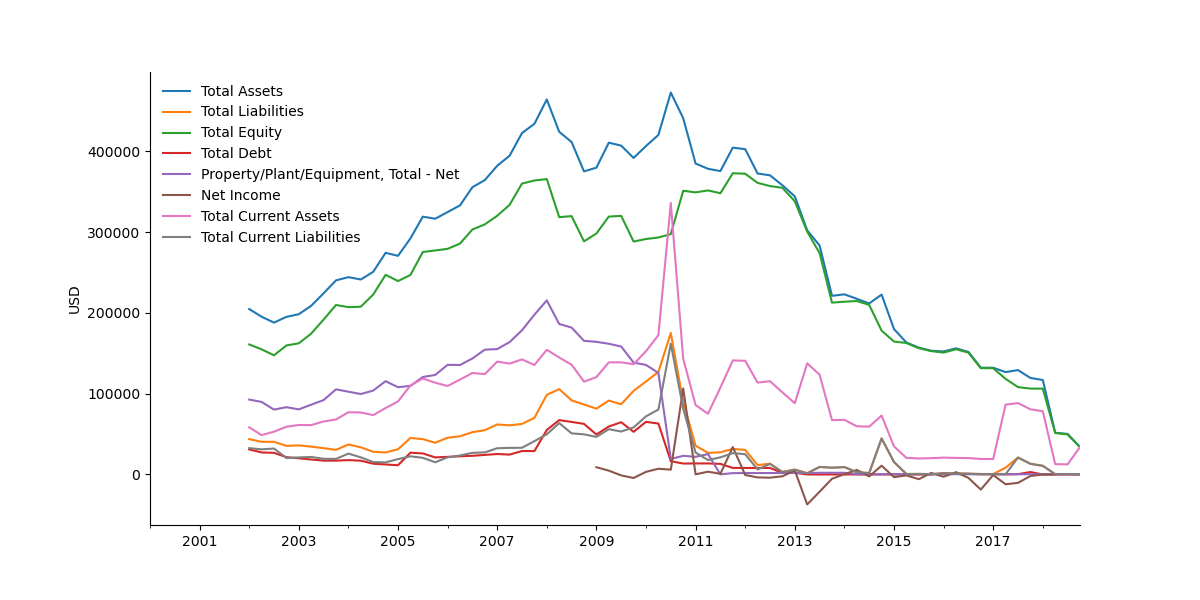 Total Assets
Total Liabilities
Total Equity
Total Debt
Property/Plant/Equipment, Total - Net
Net Income
Total Current Assets
Total Current Liabilities
USD
400000
300000
200000
100000
0
2001 2003 2005 2007 2009 2011 2013 2015 2017